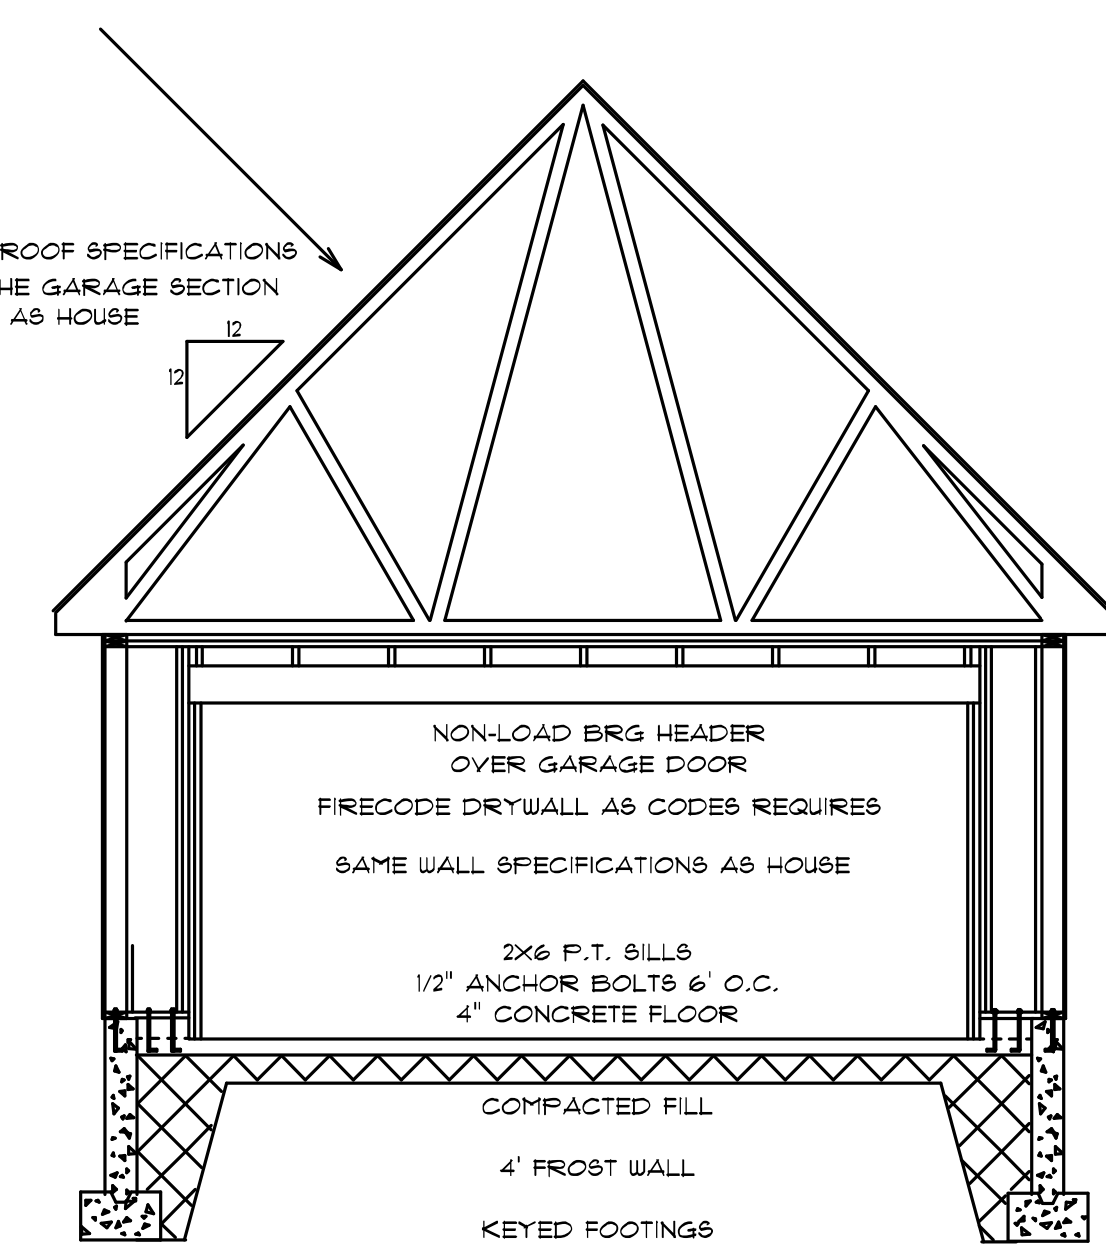 ROOF SPECIFICATIONS
HE GARAGE SECTION
AS HOUSE
12
12
NON-LOAD BRG HEADER
OVER GARAGE DOOR
FIRECODE DRYWALL AS CODES REQUIRES
SAME WALL SPECIFICATIONS AS HOUSE
2X6 P.T. SILLS
1/2" ANCHOR BOLTS 6' O.C.
4" CONCRETE FLOOR
COMPACTED FILL
4' FROST WALL
KEYED FOOTINGS